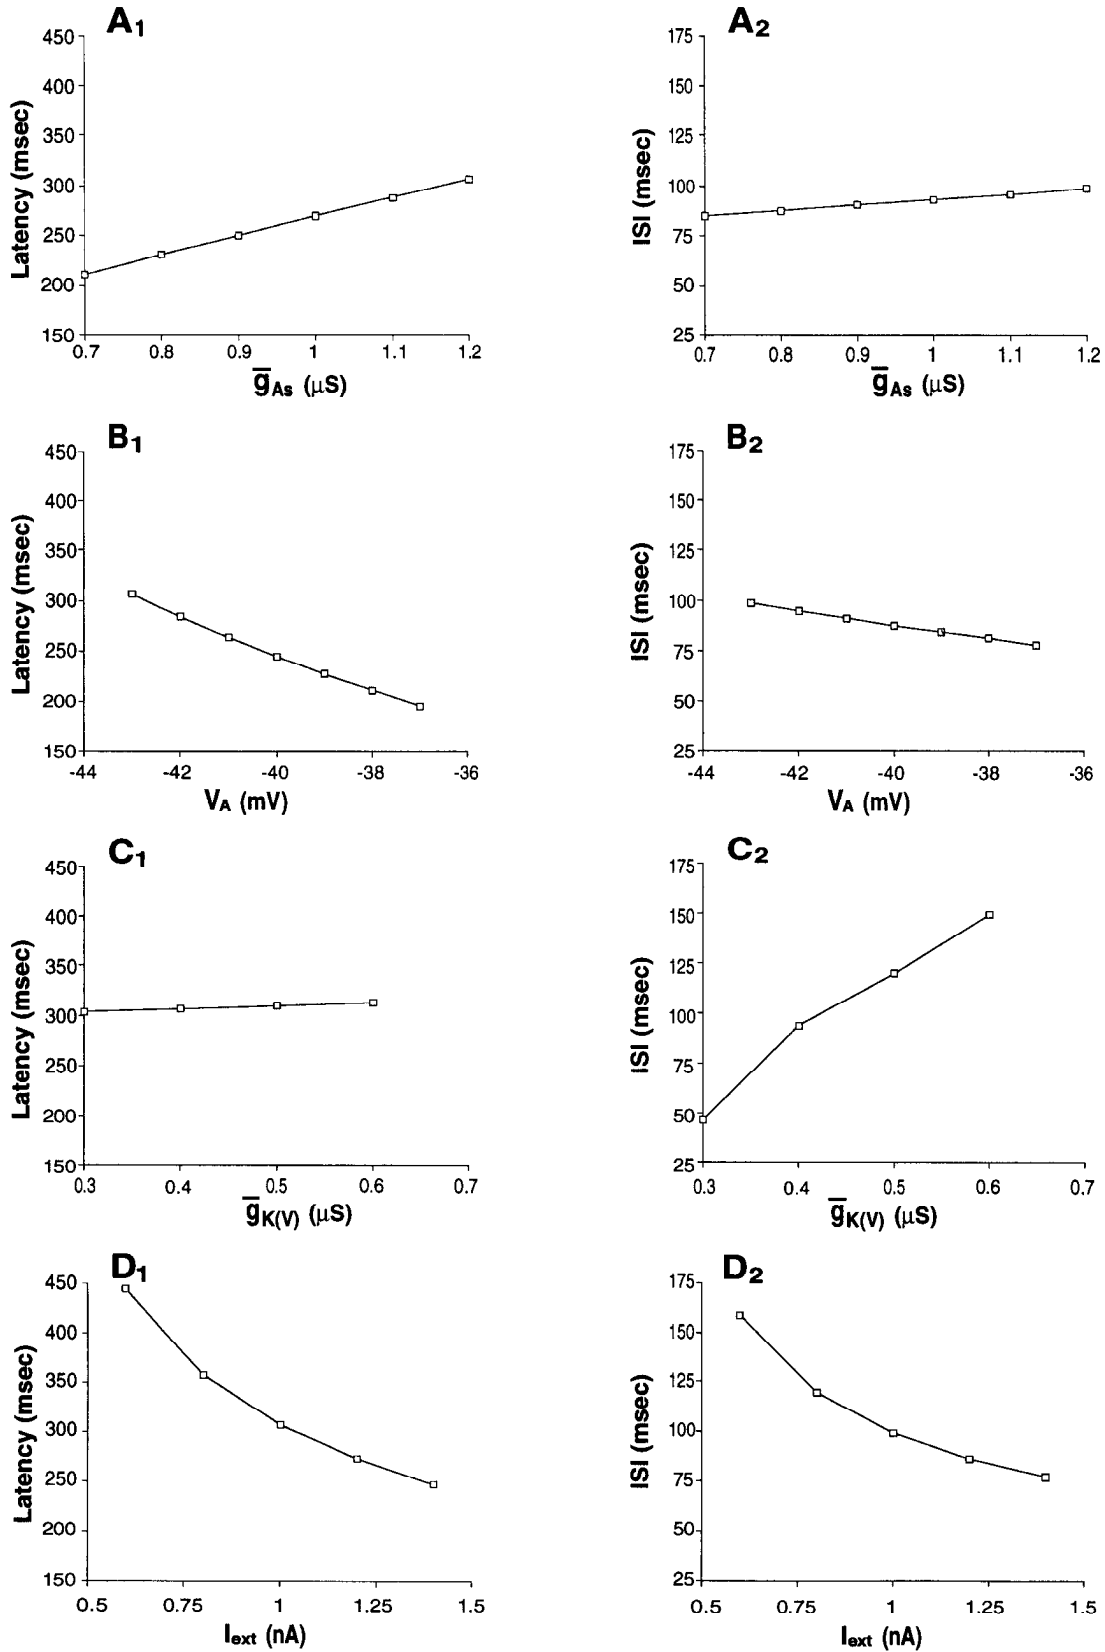 A1
Latency (msec)
450
400
350
300
250
200
150
0.7 0.8 0.9 1 1.1 1.2
g̅As (μS)
A2
ISI (msec)
175
150
125
100
75
50
25
0.7 0.8 0.9 1 1.1 1.2
g̅As (μS)
B1
Latency (msec)
450
400
350
300
250
200
150
-44 -42 -40 -38 -36
VA (mV)
B2
ISI (msec)
175
150
125
100
75
50
25
-44 -42 -40 -38 -36
VA (mV)
C1
Latency (msec)
450
400
350
300
250
200
150
0.3 0.4 0.5 0.6 0.7
g̅K(V) (μS)
C2
ISI (msec)
175
150
125
100
75
50
25
0.3 0.4 0.5 0.6 0.7
g̅K(V) (μS)
D1
Latency (msec)
450
400
350
300
250
200
150
0.5 0.75 1 1.25 1.5
Iext (nA)
D2
ISI (msec)
175
150
125
100
75
50
25
0.5 0.75 1 1.25 1.5
Iext (nA)